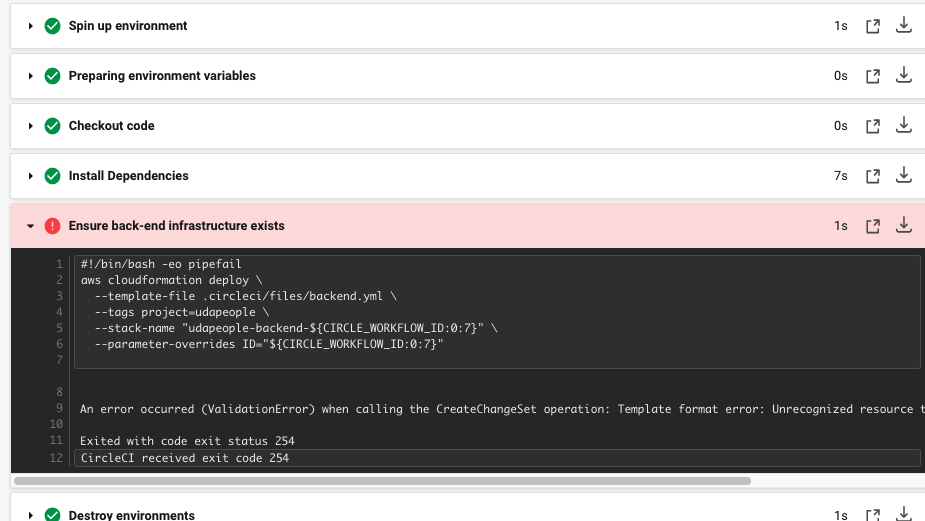 Spin up environment 1s
Preparing environment variables 0s
Checkout code 0s
Install Dependencies 7s
Ensure back-end infrastructure exists 1s
1 #!/bin/bash -eo pipefail
2 aws cloudformation deploy \
3 --template-file .circleci/files/backend.yml \
4 --tags project=udapeople \
5 --stack-name "udapeople-backend-${CIRCLE_WORKFLOW_ID:0:7}" \
6 --parameter-overrides ID="${CIRCLE_WORKFLOW_ID:0:7}"
7
8
9 An error occurred (ValidationError) when calling the CreateChangeSet operation: Template format error: Unrecognized resource t
10
11 Exited with code exit status 254
12 CircleCI received exit code 254
Destroy environments 1s